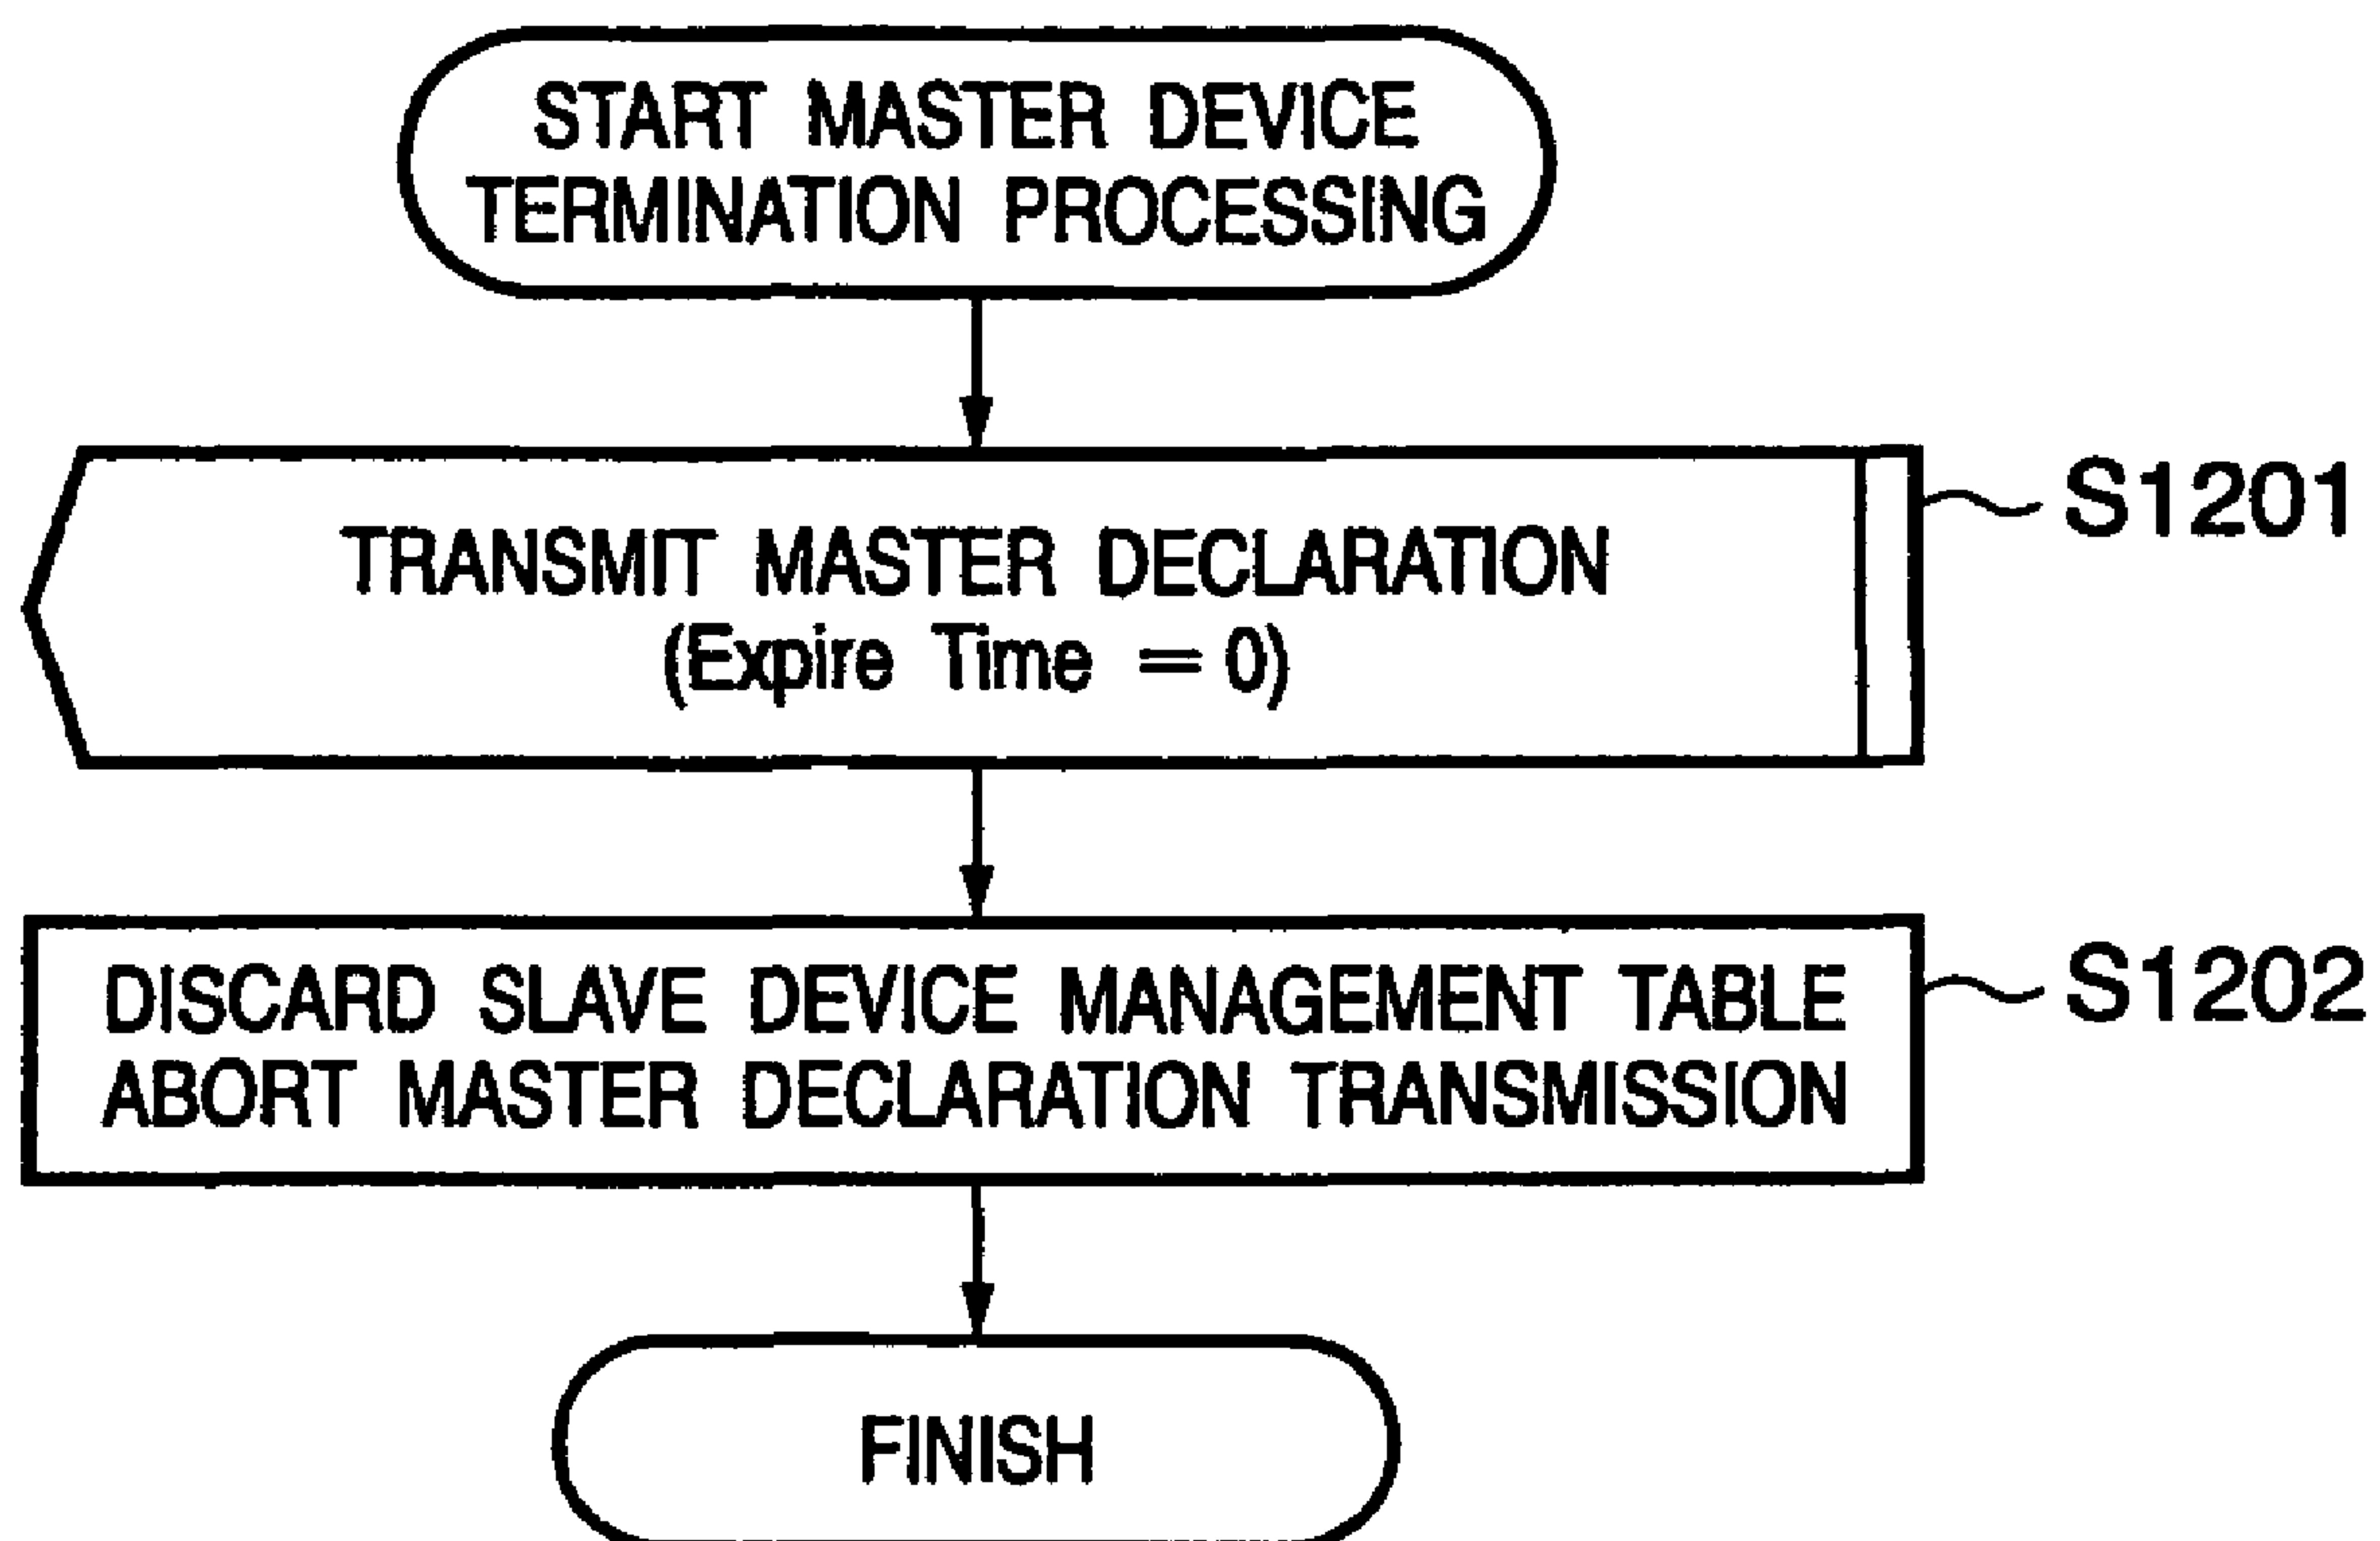 START MASTER DEVICE
TERMINATION PROCESSING
TRANSMIT MASTER DECLARATION
(Expire Time = 0)
S1201
DISCARD SLAVE DEVICE MANAGEMENT TABLE
ABORT MASTER DECLARATION TRANSMISSION
S1202
FINISH